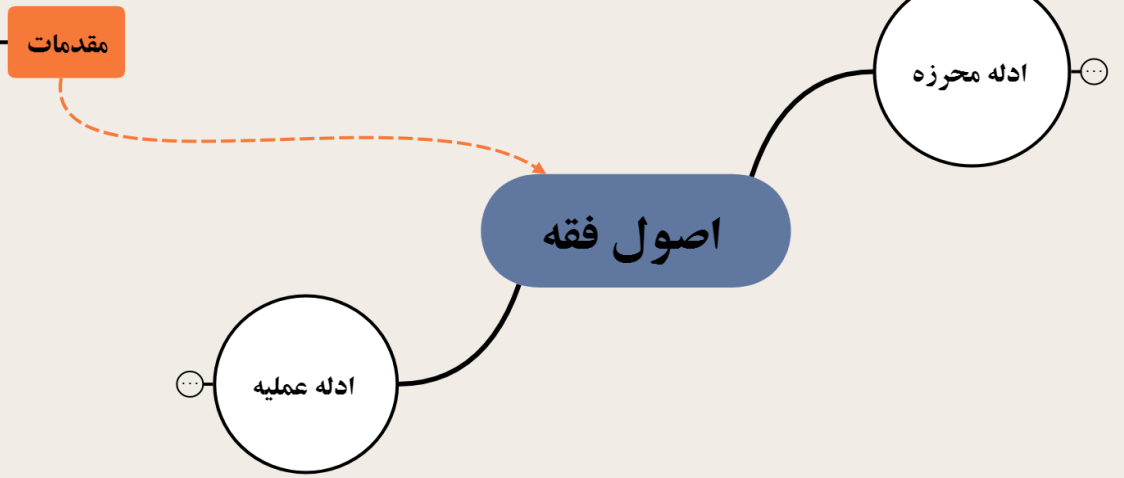 مقدمات
ادله محرزه
اصول فقه
ادله عملیه